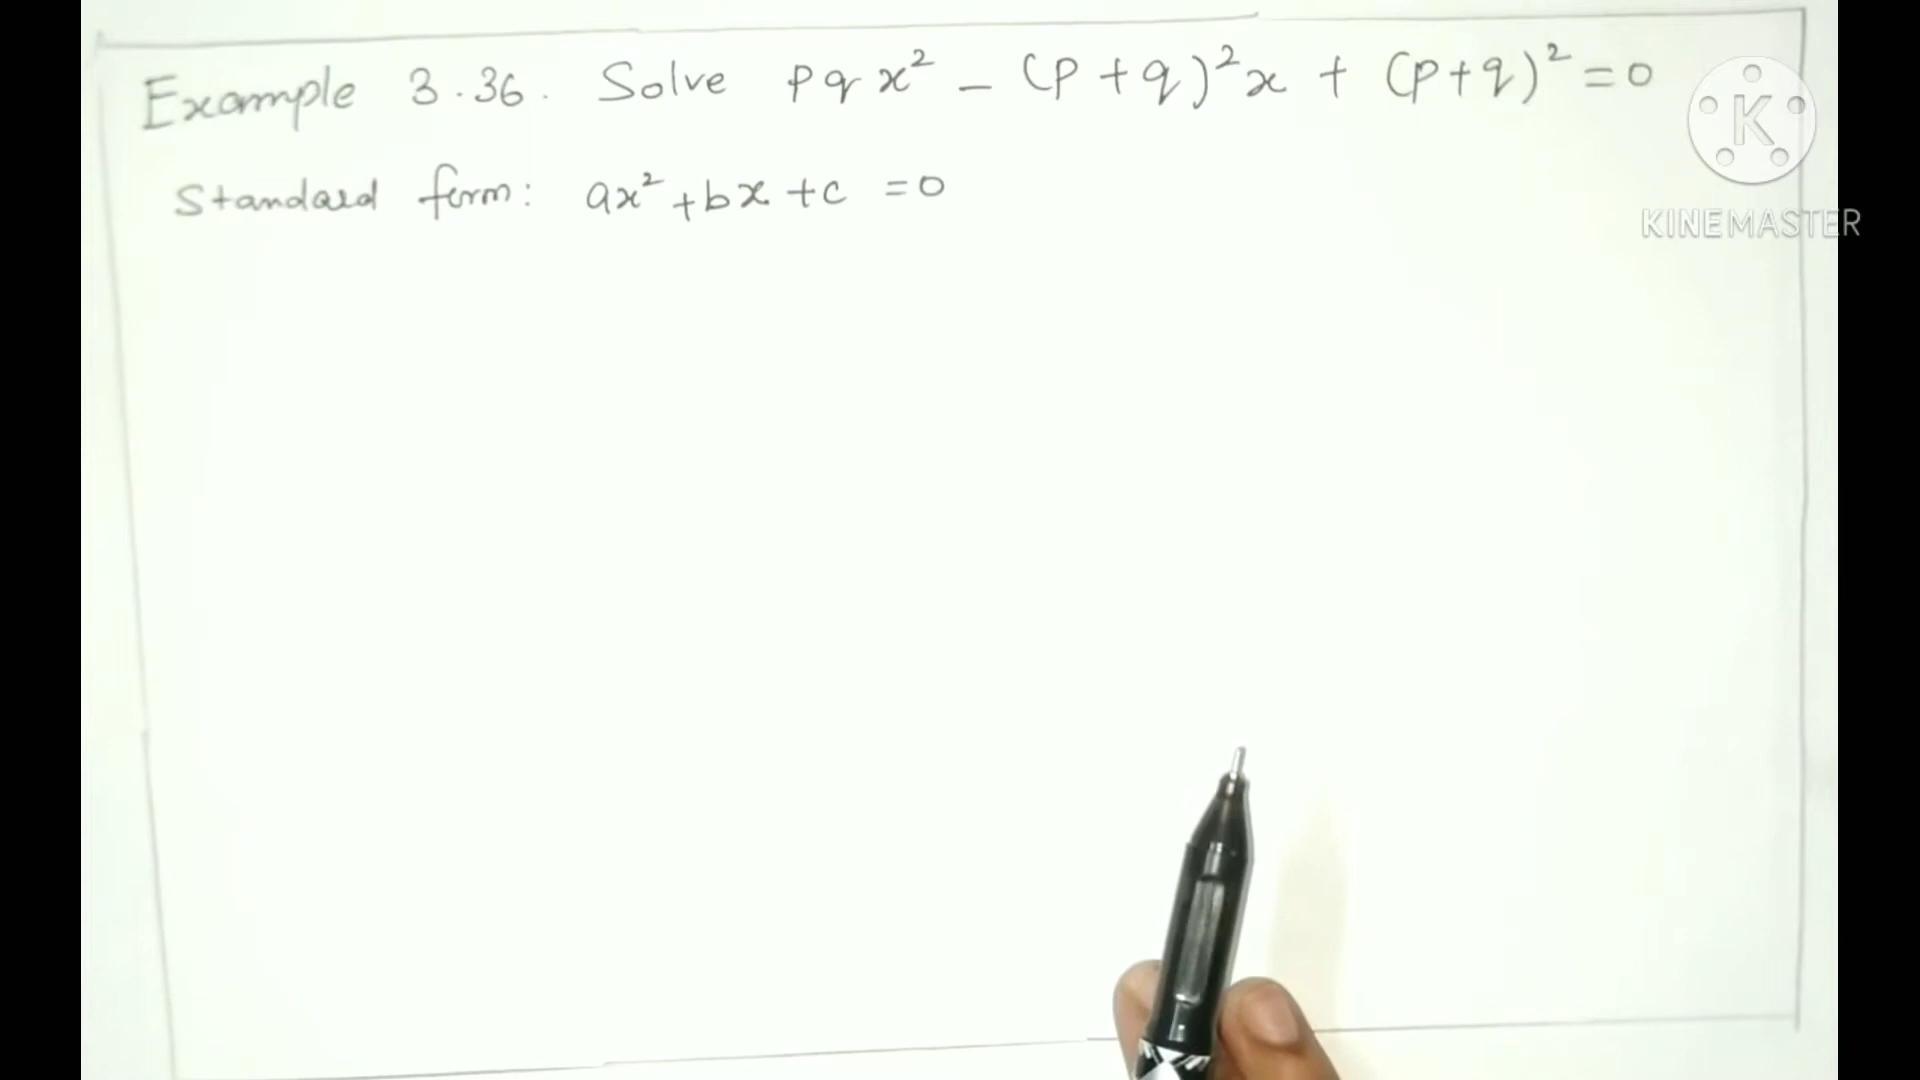 Example 3.36. Solve pqx² - (p+q)²x + (p+q)² = 0
Standard form: ax² + bx + c = 0
K
KINEMASTER